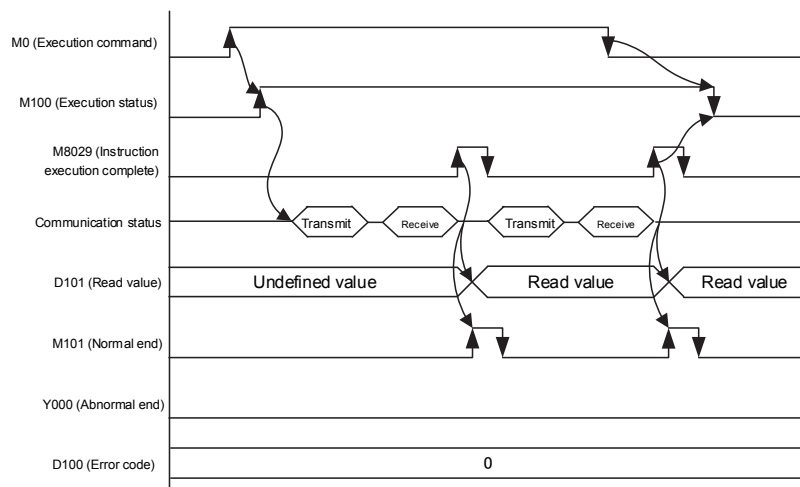 M0 (Execution command)
M100 (Execution status)
M8029 (Instruction
execution complete)
Communication status
Transmit
Receive
Transmit
Receive
D101 (Read value)
Undefined value
Read value
Read value
M101 (Normal end)
Y000 (Abnormal end)
D100 (Error code)
0